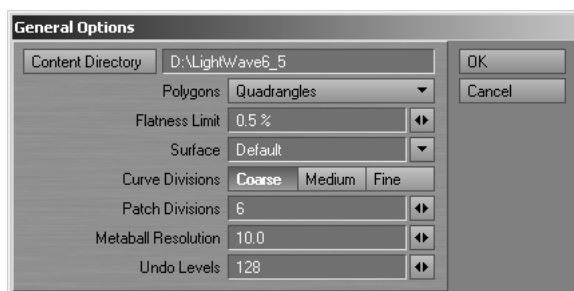 General Options
Content Directory D:\LightWave6_5 OK
Polygons Quadrangles Cancel
Flatness Limit 0.5 %
Surface Default
Curve Divisions Coarse Medium Fine
Patch Divisions 6
Metaball Resolution 10.0
Undo Levels 128